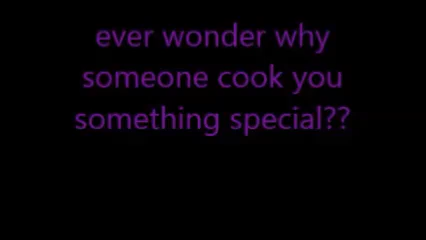 ever wonder why
someone cook you
something special??